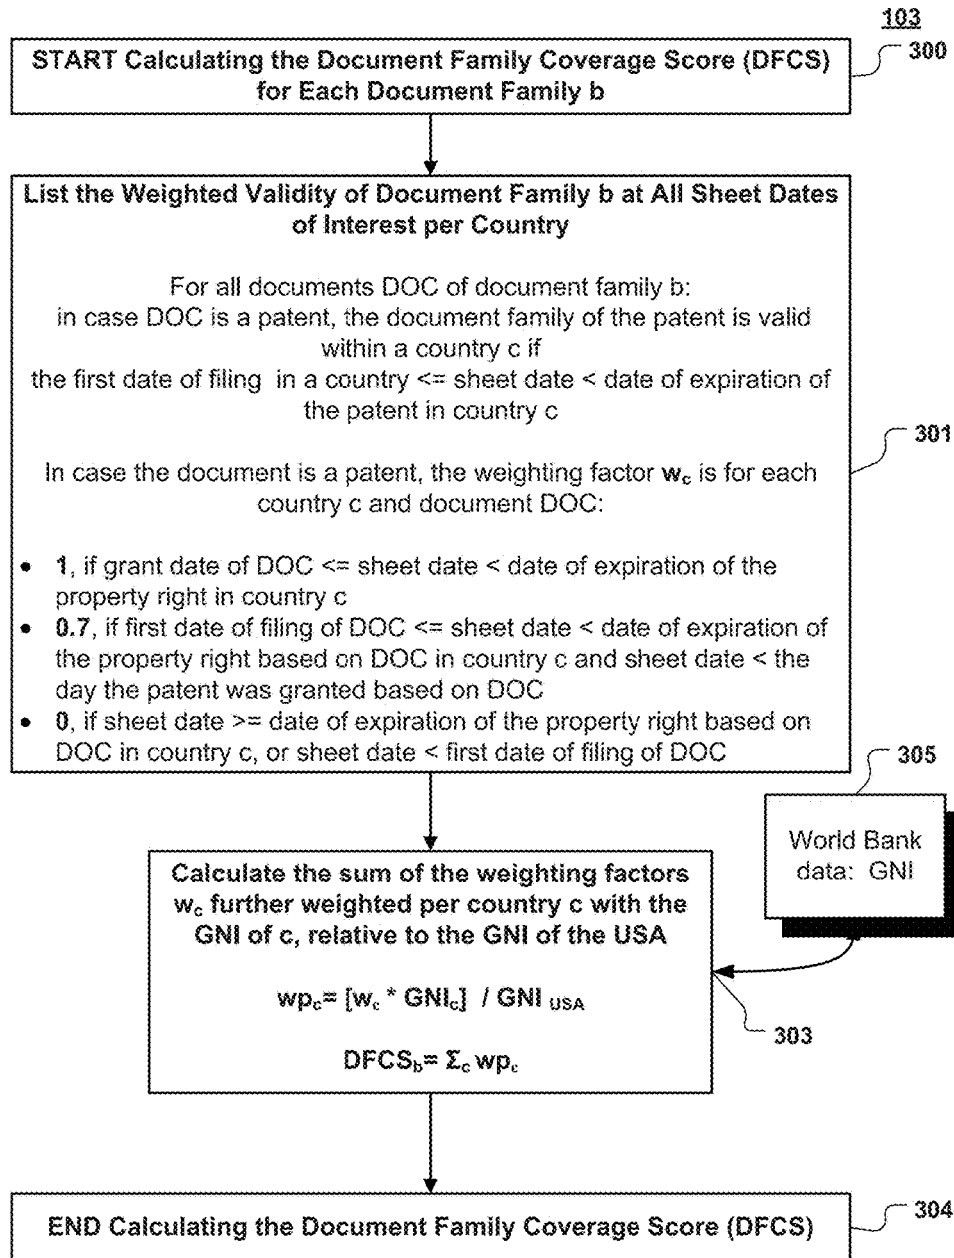 103
START Calculating the Document Family Coverage Score (DFCS)
for Each Document Family b
300
List the Weighted Validity of Document Family b at All Sheet Dates
of Interest per Country
For all documents DOC of document family b:
in case DOC is a patent, the document family of the patent is valid
within a country c if
the first date of filing in a country <= sheet date < date of expiration of
the patent in country c
301
In case the document is a patent, the weighting factor wc is for each
country c and document DOC:
• 1, if grant date of DOC <= sheet date < date of expiration of the
property right in country c
• 0.7, if first date of filing of DOC <= sheet date < date of expiration of
the property right based on DOC in country c and sheet date < the
day the patent was granted based on DOC
• 0, if sheet date >= date of expiration of the property right based on
DOC in country c, or sheet date < first date of filing of DOC
305
World Bank
data: GNI
Calculate the sum of the weighting factors
wc further weighted per country c with the
GNI of c, relative to the GNI of the USA
wpc= [wc * GNIc] / GNI USA
303
DFCSb= Σc wpc
END Calculating the Document Family Coverage Score (DFCS)
304